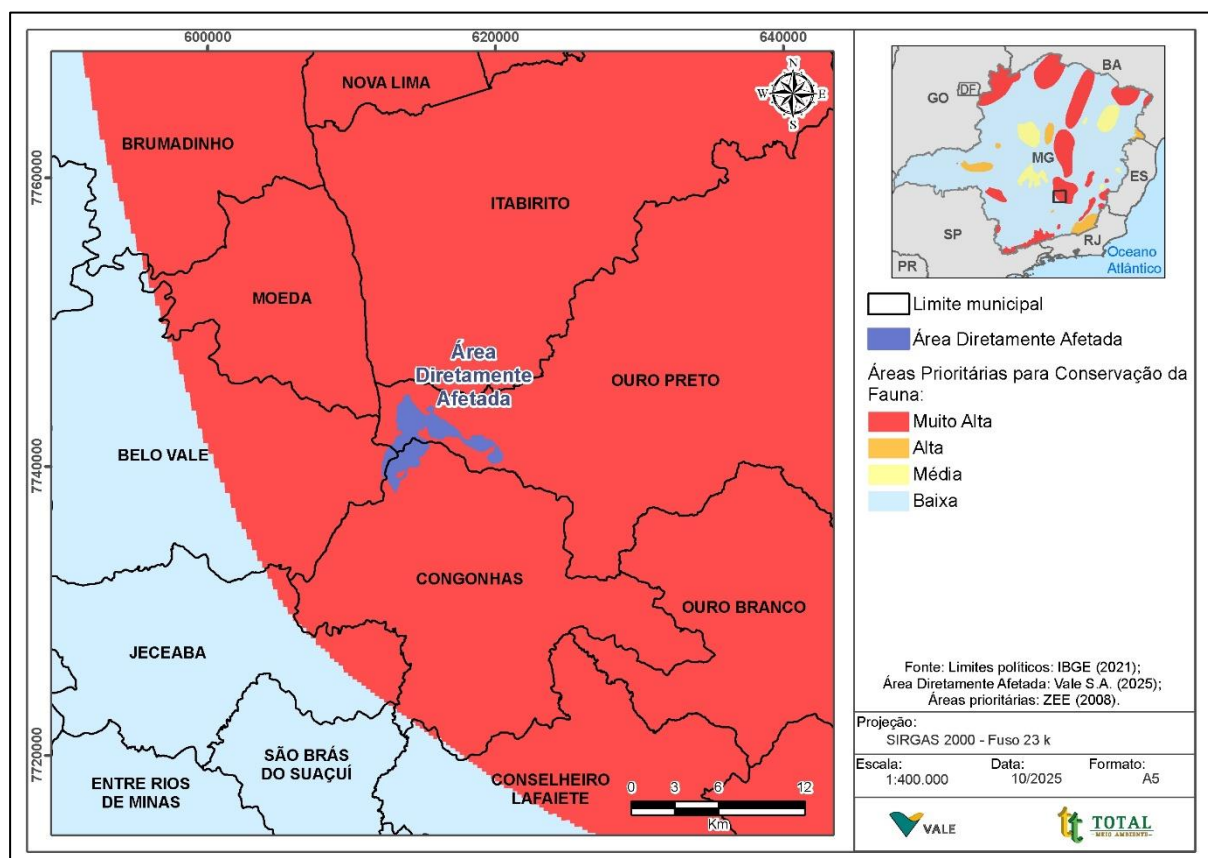 600000
620000
640000
7760000
7740000
7720000
NOVA LIMA
BRUMADINHO
ITABIRITO
MOEDA
Área
Diretamente
Afetada
OURO PRETO
BELO VALE
CONGONHAS
OURO BRANCO
JECEABA
SÃO BRÁS
DO SUAÇUÍ
ENTRE RIOS
DE MINAS
CONSELHEIRO
LAFAIETE
N
W
E
S
0 3 6 12
Km
BA
GO
DF
MG
ES
SP
RJ
PR
Oceano
Atlântico
Limite municipal
Área Diretamente Afetada
Áreas Prioritárias para Conservação da
Fauna:
Muito Alta
Alta
Média
Baixa
Fonte: Limites políticos: IBGE (2021);
Área Diretamente Afetada: Vale S.A. (2025);
Áreas prioritárias: ZEE (2008).
Projeção:
SIRGAS 2000 - Fuso 23 k
Escala:
1:400.000
Data:
10/2025
Formato:
A5
VALE
tt TOTAL
MEIO AMBIENTE